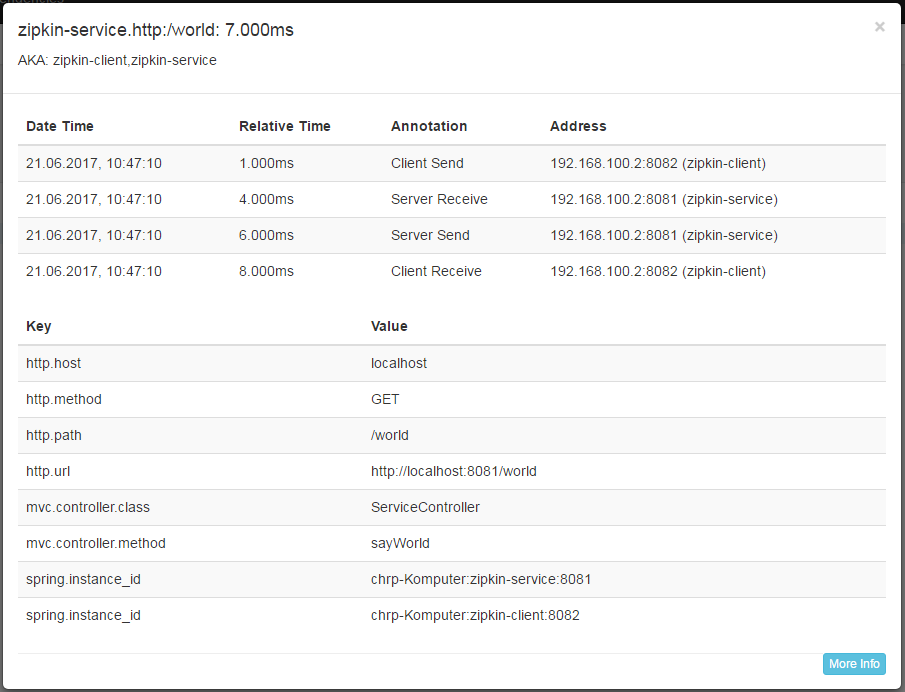 zipkin-service.http:/world: 7.000ms
×
AKA: zipkin-client,zipkin-service
Date Time Relative Time Annotation Address
21.06.2017, 10:47:10 1.000ms Client Send 192.168.100.2:8082 (zipkin-client)
21.06.2017, 10:47:10 4.000ms Server Receive 192.168.100.2:8081 (zipkin-service)
21.06.2017, 10:47:10 6.000ms Server Send 192.168.100.2:8081 (zipkin-service)
21.06.2017, 10:47:10 8.000ms Client Receive 192.168.100.2:8082 (zipkin-client)
Key Value
http.host localhost
http.method GET
http.path /world
http.url http://localhost:8081/world
mvc.controller.class ServiceController
mvc.controller.method sayWorld
spring.instance_id chrp-Komputer:zipkin-service:8081
spring.instance_id chrp-Komputer:zipkin-client:8082
More Info